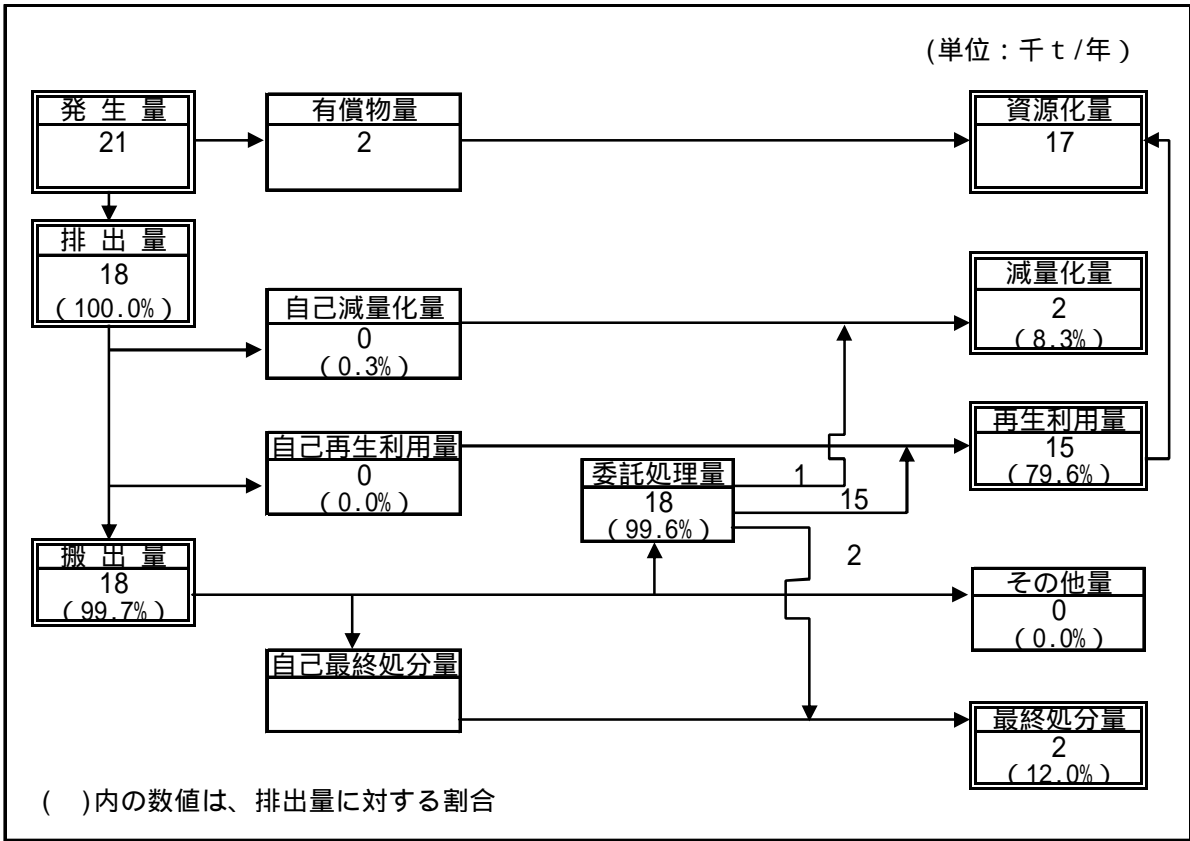 (単位：千ｔ/年）
発 生 量
21
有償物量
2
資源化量
17
排 出 量
18
（100.0%）
自己減量化量
0
（0.3%）
減量化量
2
（8.3%）
自己再生利用量
0
（0.0%）
再生利用量
15
（79.6%）
委託処理量
18
（99.6%）
1
15
2
搬 出 量
18
（99.7%）
その他量
0
（0.0%）
自己最終処分量
最終処分量
2
（12.0%）
(　)内の数値は、排出量に対する割合